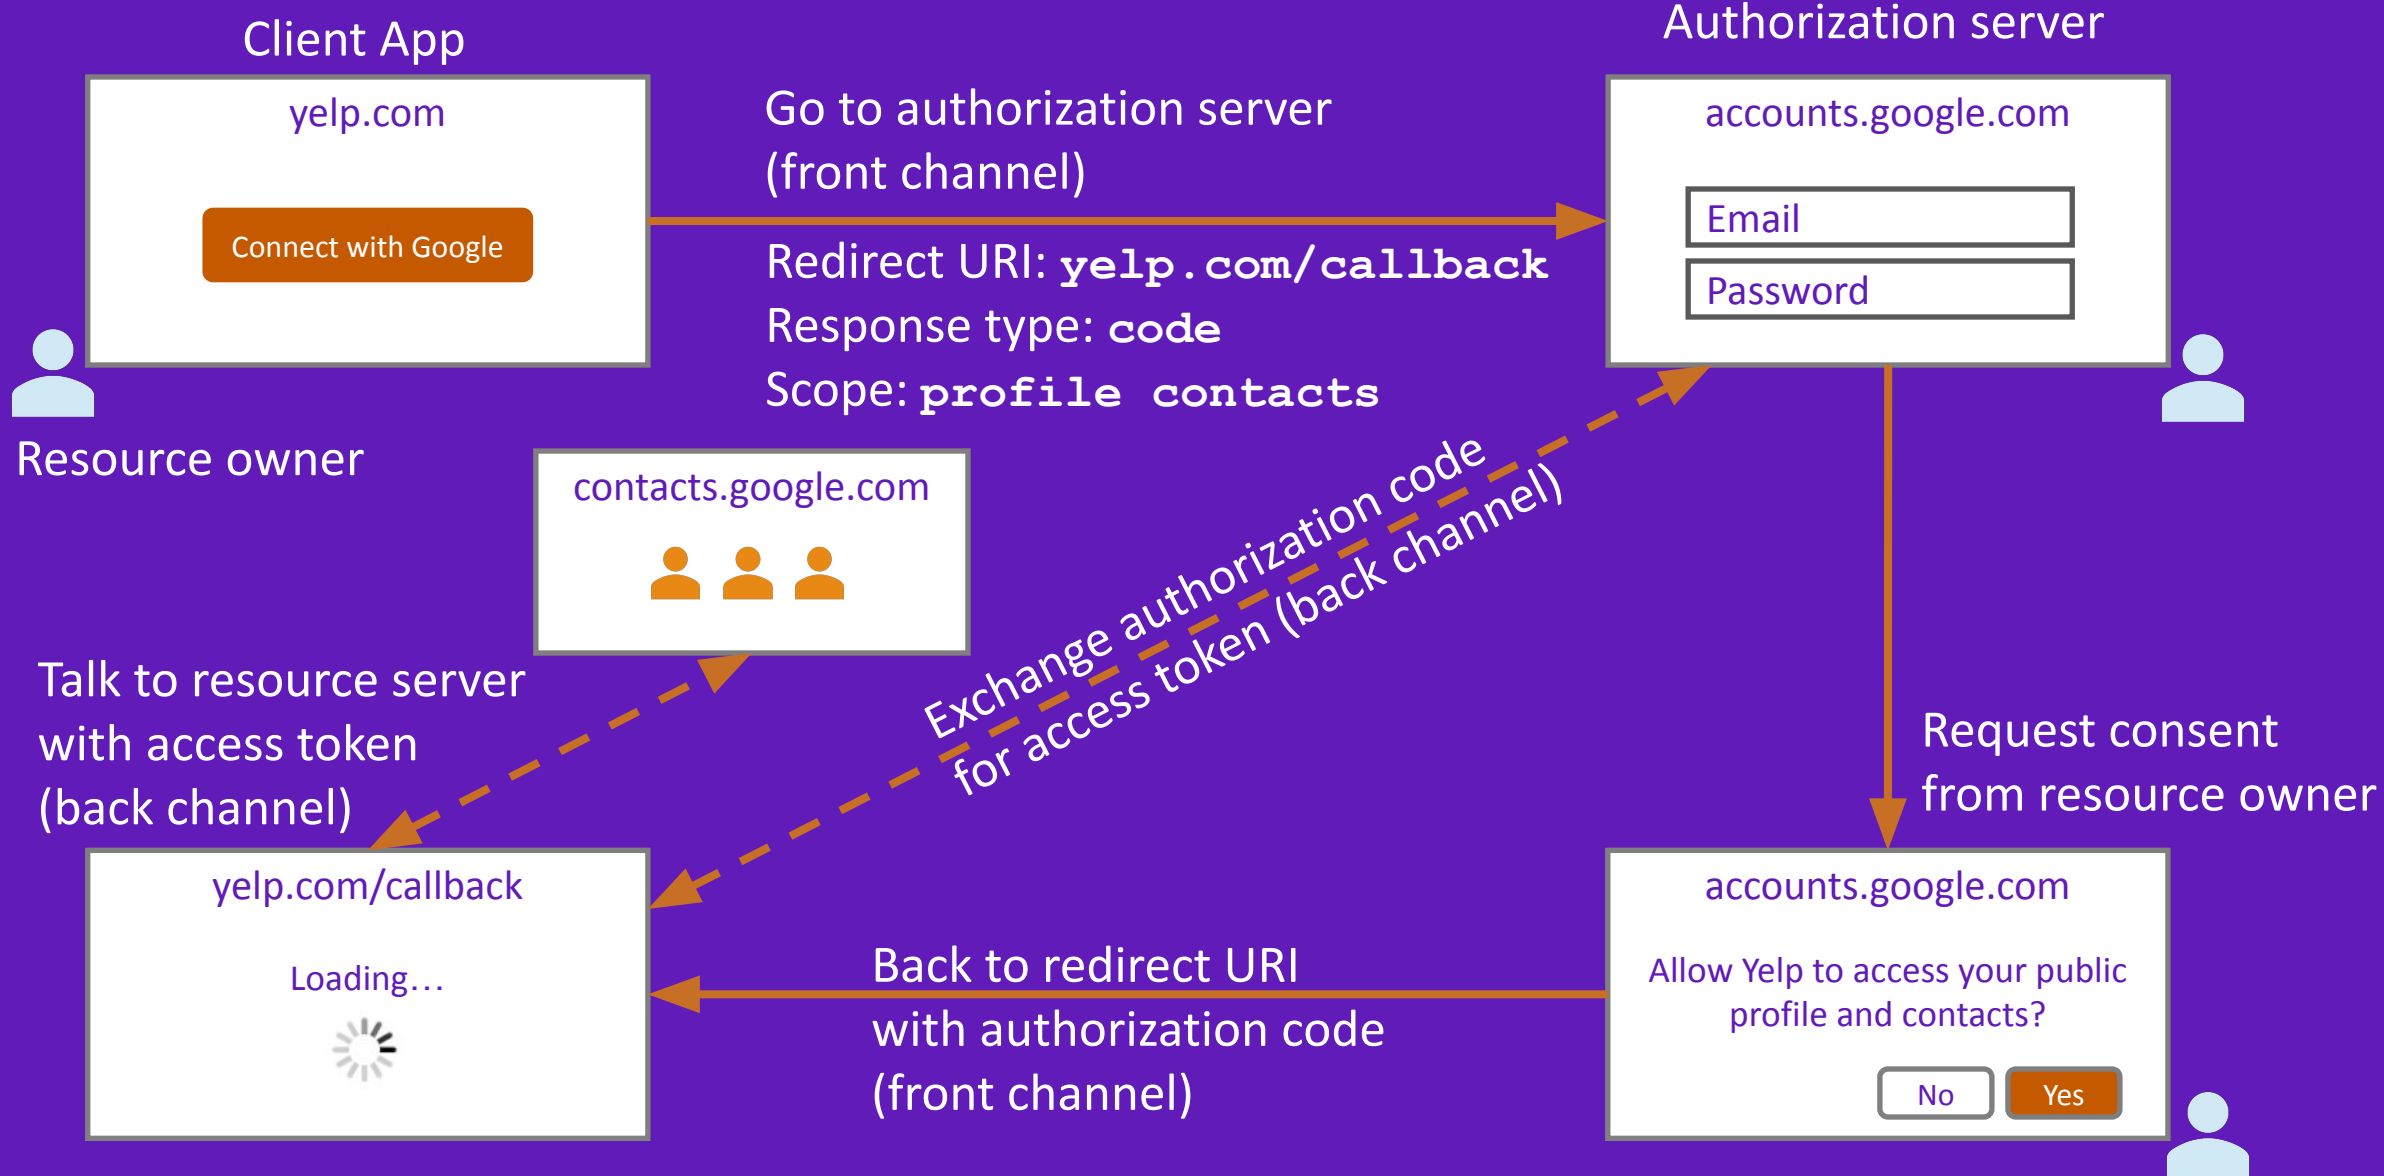 Client App
yelp.com
Connect with Google
Resource owner
Go to authorization server
(front channel)
Redirect URI: yelp.com/callback
Response type: code
Scope: profile contacts
Authorization server
accounts.google.com
Email
Password
contacts.google.com
Exchange authorization code
for access token (back channel)
Talk to resource server
with access token
(back channel)
Request consent
from resource owner
yelp.com/callback
Loading…
Back to redirect URI
with authorization code
(front channel)
accounts.google.com
Allow Yelp to access your public
profile and contacts?
No
Yes